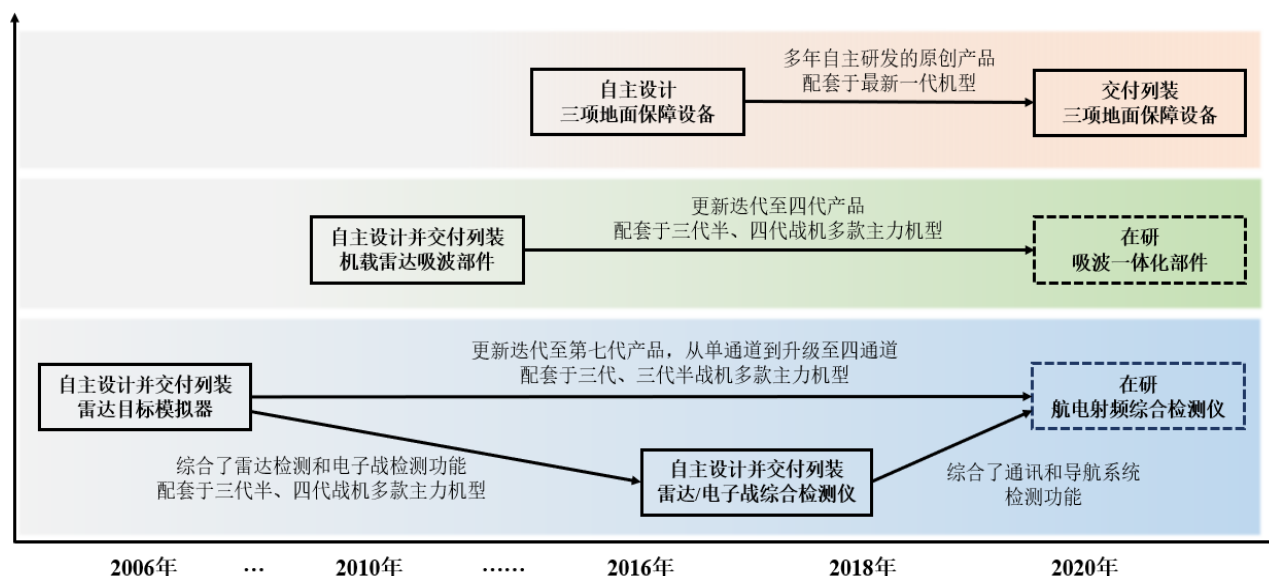 多年自主研发的原创产品
配套于最新一代机型
自主设计
三项地面保障设备
交付列装
三项地面保障设备
更新迭代至四代产品
配套于三代半、四代战机多款主力机型
自主设计并交付列装
机载雷达吸波部件
在研
吸波一体化部件
更新迭代至第七代产品，从单通道到升级至四通道
配套于三代、三代半战机多款主力机型
自主设计并交付列装
雷达目标模拟器
在研
航电射频综合检测仪
综合了雷达检测和电子战检测功能
配套于三代半、四代战机多款主力机型
自主设计并交付列装
雷达/电子战综合检测仪
综合了通讯和导航系统
检测功能
2006年 … 2010年 …… 2016年 2018年 2020年